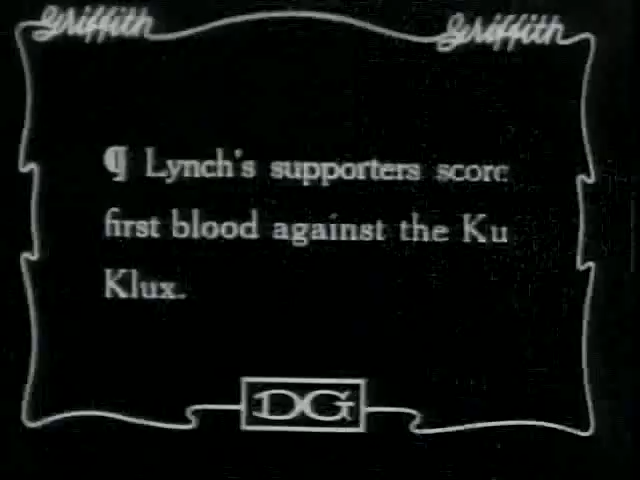 Griffith Griffith
¶ Lynch's supporters score
first blood against the Ku
Klux.
DG